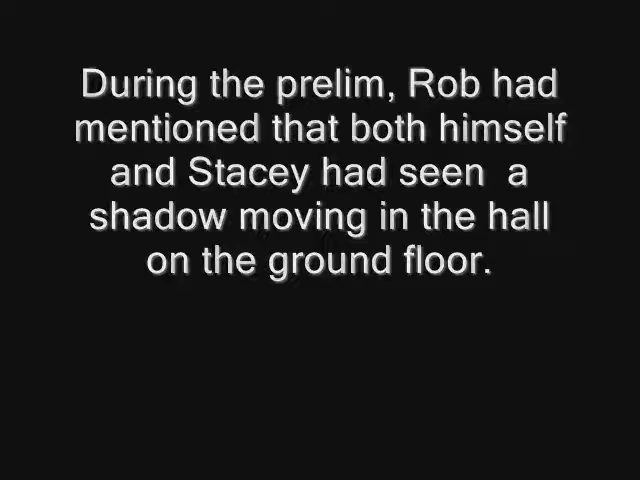 During the prelim, Rob had
mentioned that both himself
and Stacey had seen  a
shadow moving in the hall
on the ground floor.